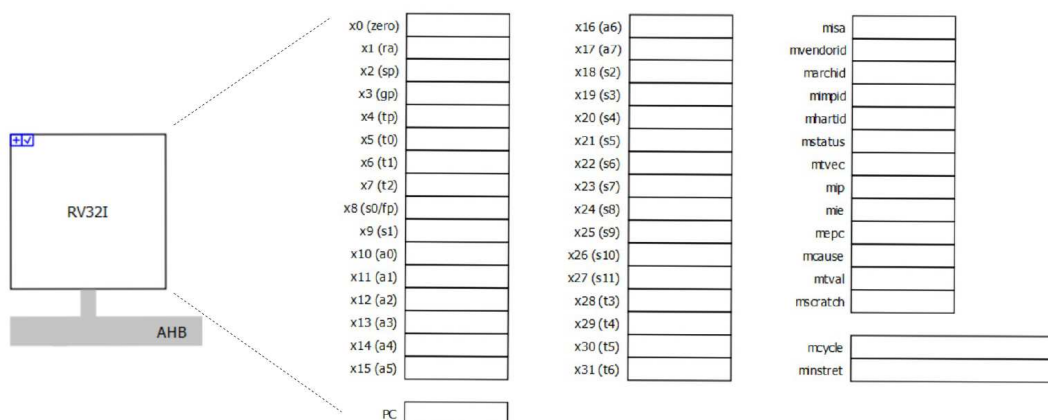 RV32I
AHB
x0 (zero)
x1 (ra)
x2 (sp)
x3 (gp)
x4 (tp)
x5 (t0)
x6 (t1)
x7 (t2)
x8 (s0/fp)
x9 (s1)
x10 (a0)
x11 (a1)
x12 (a2)
x13 (a3)
x14 (a4)
x15 (a5)
PC
x16 (a6)
x17 (a7)
x18 (s2)
x19 (s3)
x20 (s4)
x21 (s5)
x22 (s6)
x23 (s7)
x24 (s8)
x25 (s9)
x26 (s10)
x27 (s11)
x28 (t3)
x29 (t4)
x30 (t5)
x31 (t6)
misa
mvendorid
marchid
mimpid
mhartid
mstatus
mtvec
mip
mie
mepc
mcause
mtval
mscratch
mcycle
minstret